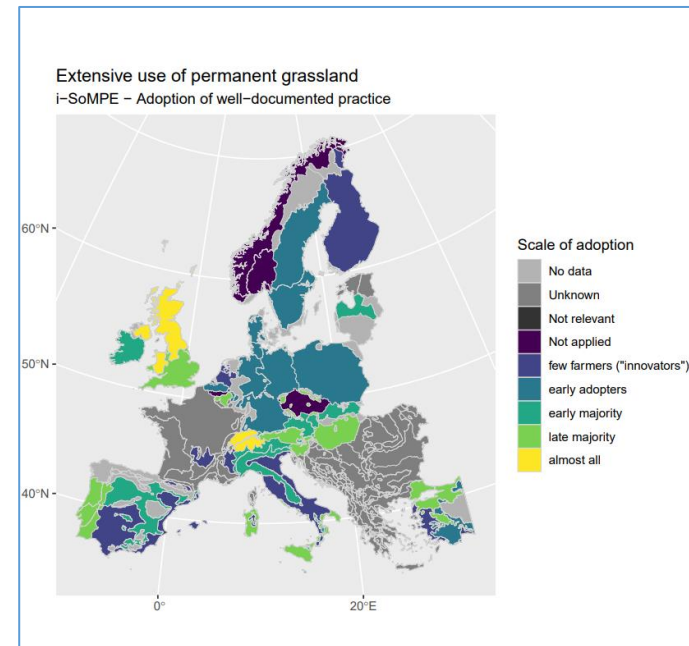 Extensive use of permanent grassland
i−SoMPE − Adoption of well−documented practice
60°N
50°N
40°N
0°
20°E
Scale of adoption
No data
Unknown
Not relevant
Not applied
few farmers ("innovators")
early adopters
early majority
late majority
almost all